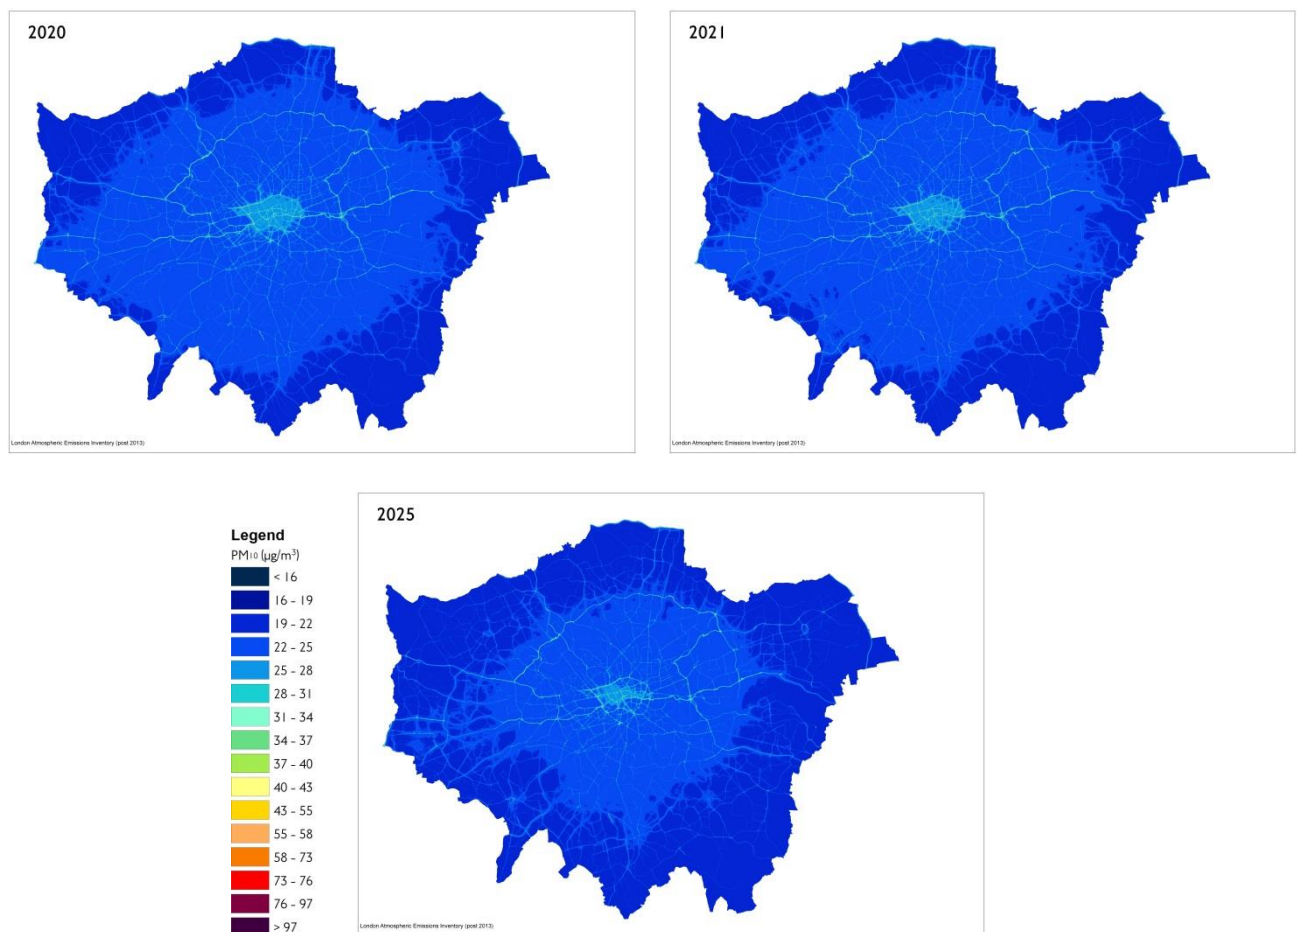 2020
London Atmospheric Emissions Inventory (post 2013)
2021
London Atmospheric Emissions Inventory (post 2013)
2025
Legend
PM10 (µg/m³)
< 16
16 - 19
19 - 22
22 - 25
25 - 28
28 - 31
31 - 34
34 - 37
37 - 40
40 - 43
43 - 55
55 - 58
58 - 73
73 - 76
76 - 97
> 97
London Atmospheric Emissions Inventory (post 2013)